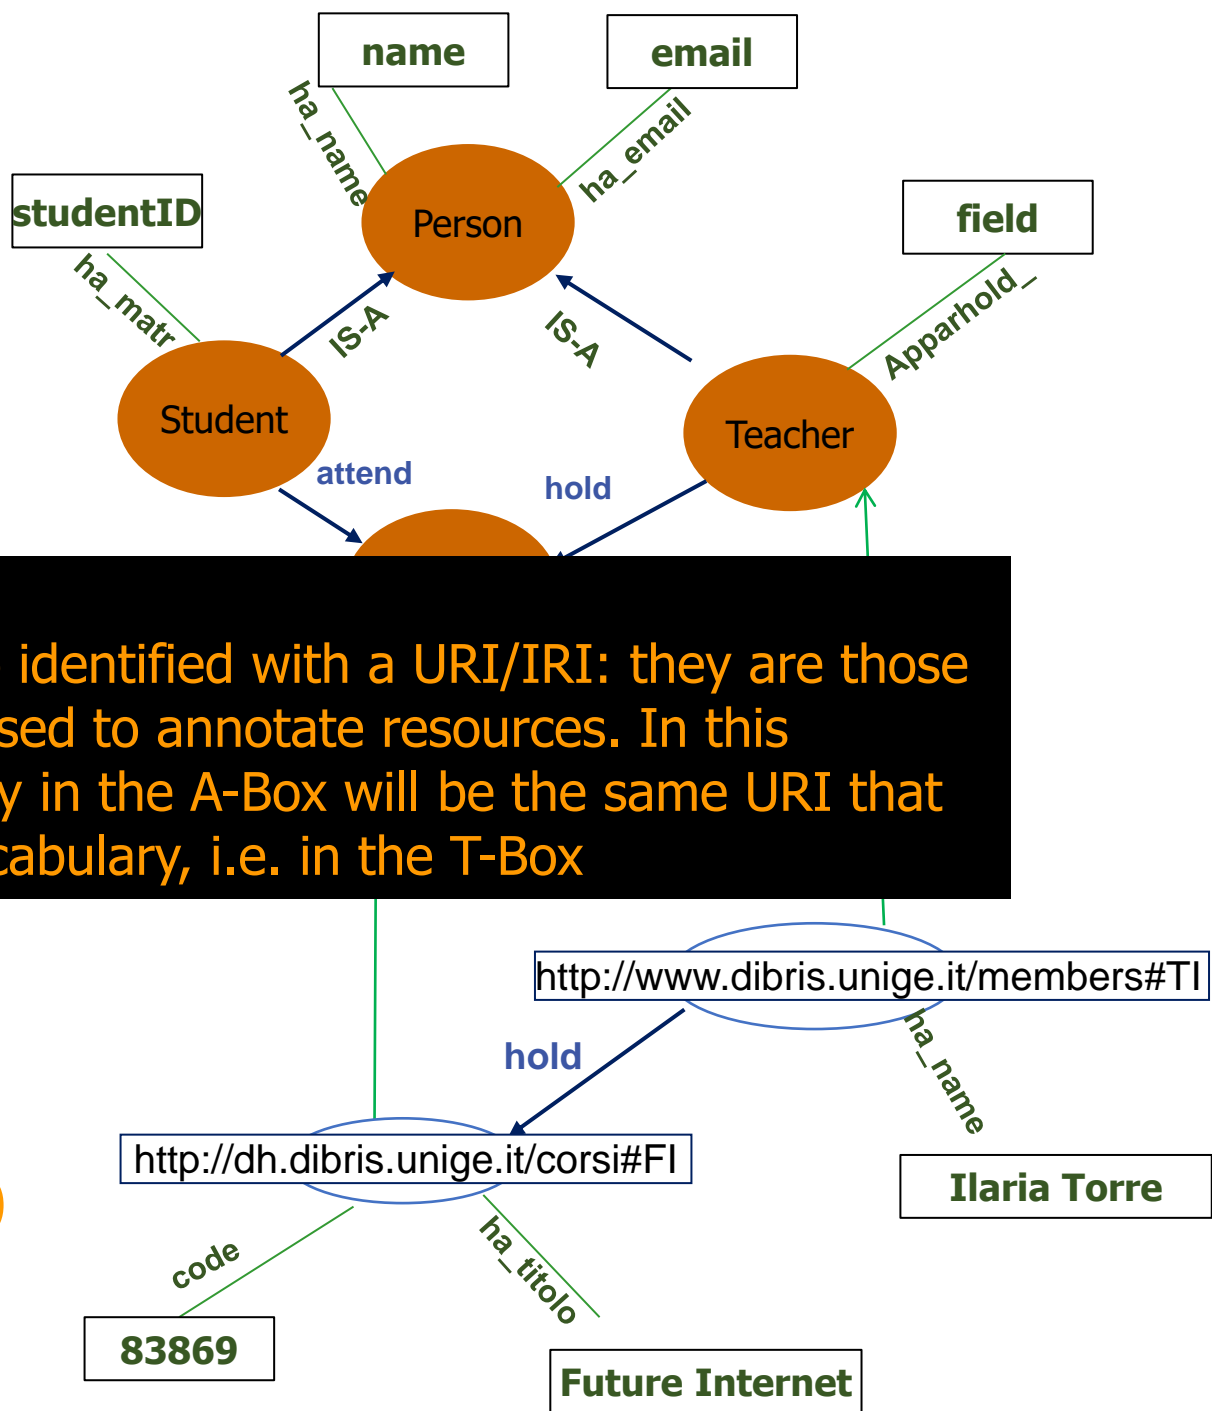 name
email
ha_name
ha_email
studentID
field
Person
ha_matr
Apparhold_
IS-A
IS-A
Student
Teacher
attend
hold
identified with a URI/IRI: they are those
sed to annotate resources. In this
y in the A-Box will be the same URI that
cabulary, i.e. in the T-Box
http://www.dibris.unige.it/members#TI
hold
ha_name
http://dh.dibris.unige.it/corsi#FI
Ilaria Torre
code
ha_titolo
83869
Future Internet